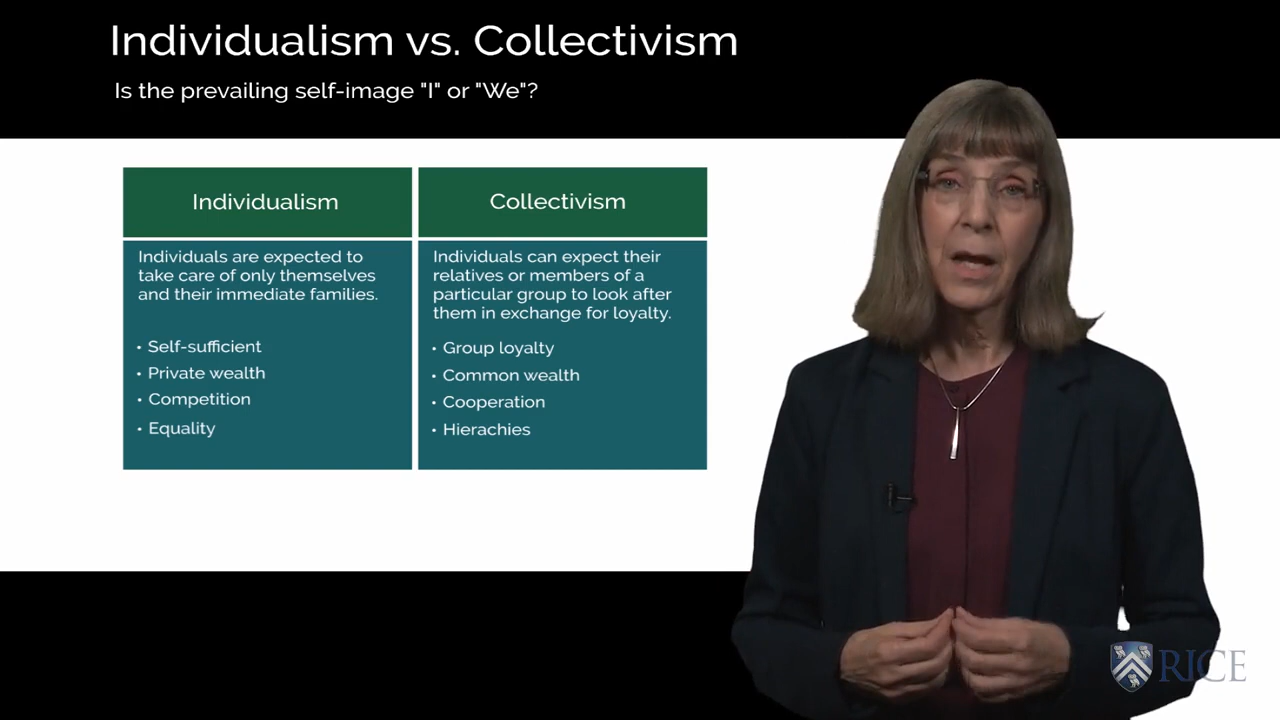 Individualism vs. Collectivism
Is the prevailing self-image "I" or "We"?
Individualism
Individuals are expected to
take care of only themselves
and their immediate families.
• Self-sufficient
• Private wealth
• Competition
• Equality
Collectivism
Individuals can expect their
relatives or members of a
particular group to look after
them in exchange for loyalty.
• Group loyalty
• Common wealth
• Cooperation
• Hierachies
RICE